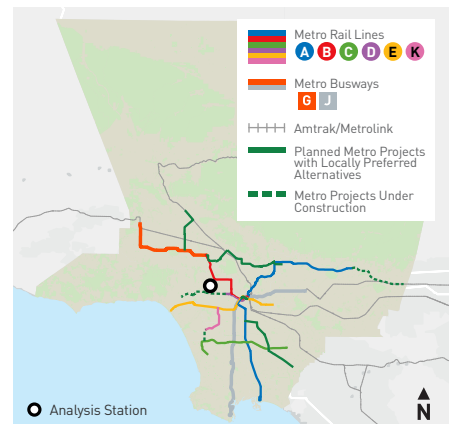 Metro Rail Lines
A B C D E K
Metro Busways
G J
Amtrak/Metrolink
Planned Metro Projects
with Locally Preferred
Alternatives
Metro Projects Under
Construction
Analysis Station
N